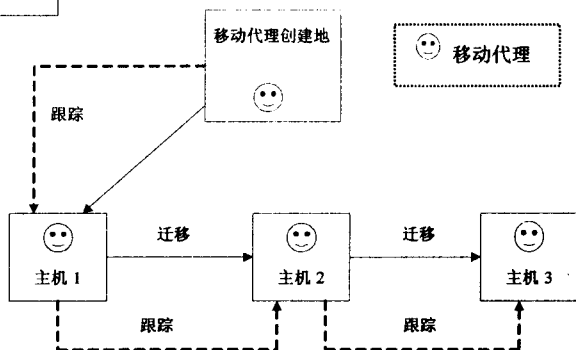 移动代理创建地
移动代理
跟踪
迁移
迁移
主机 1
主机 2
主机 3
跟踪
跟踪